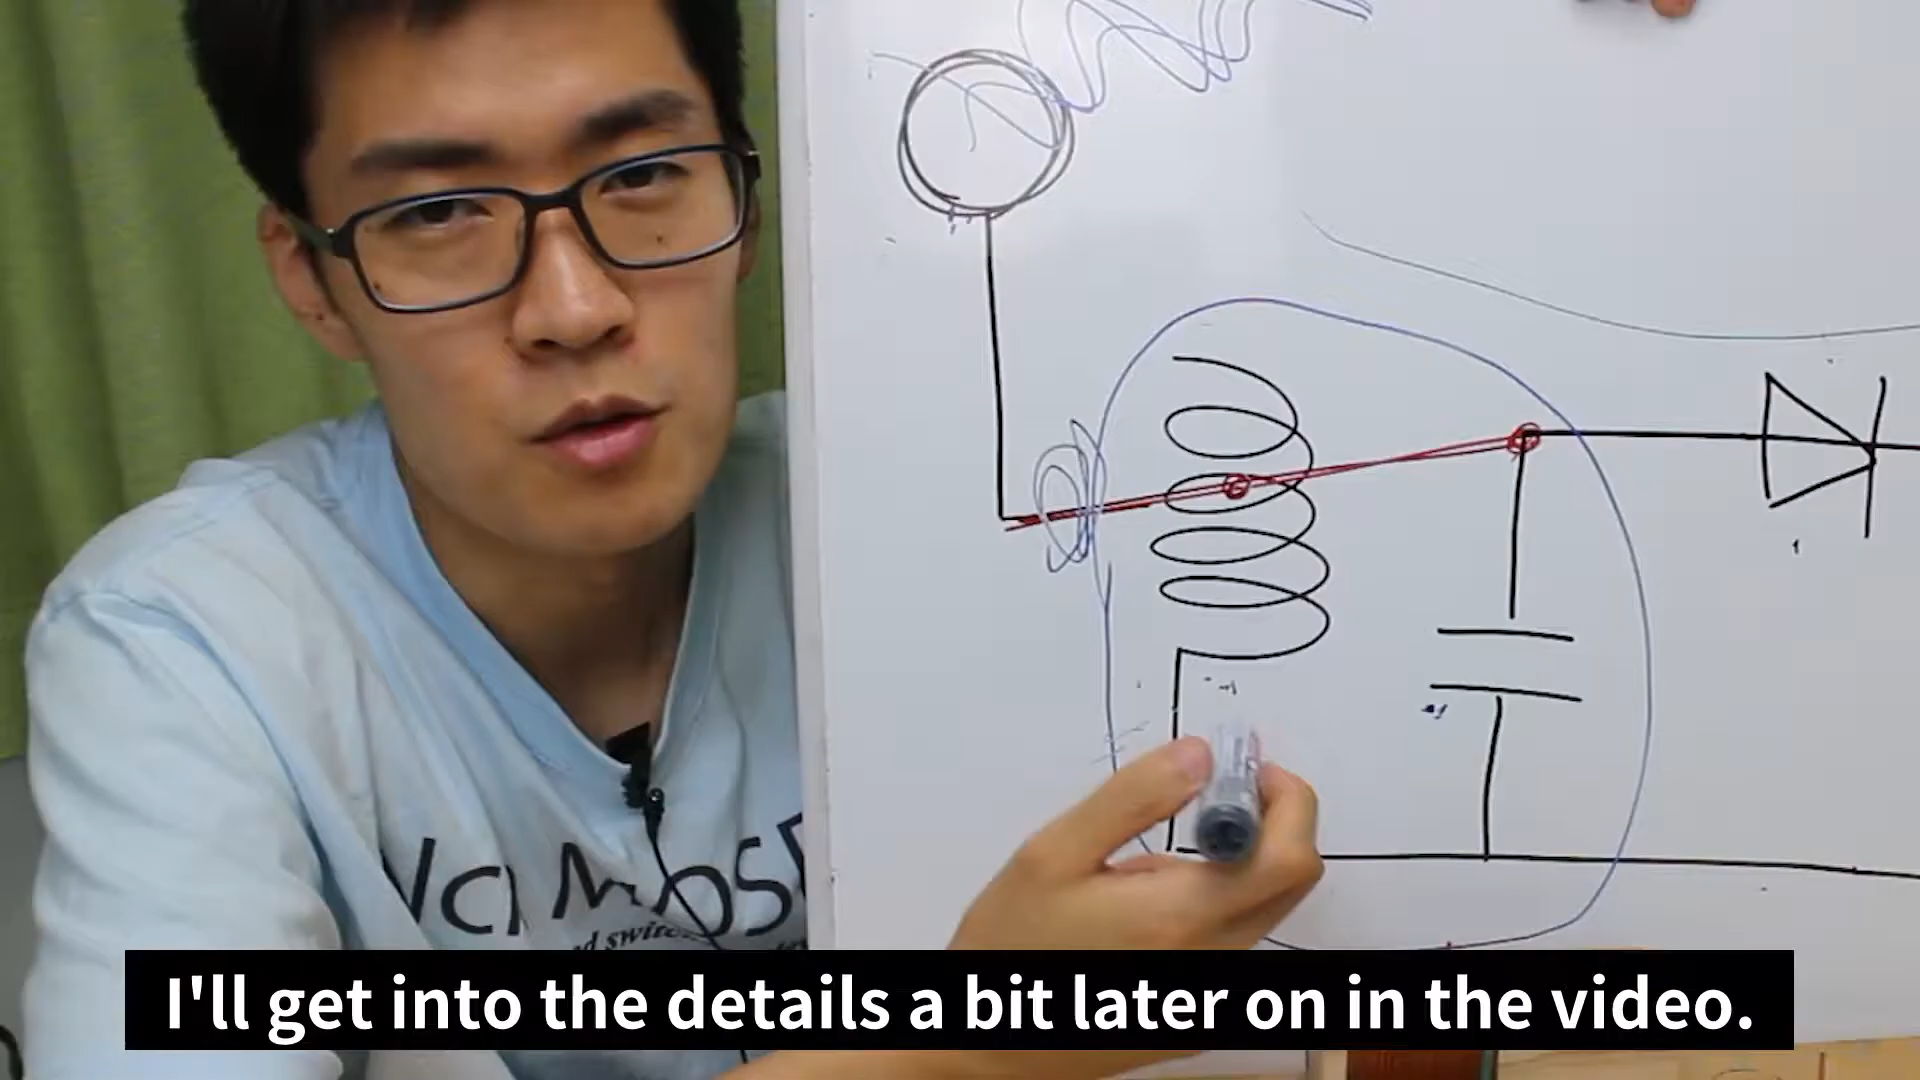 I'll get into the details a bit later on in the video.